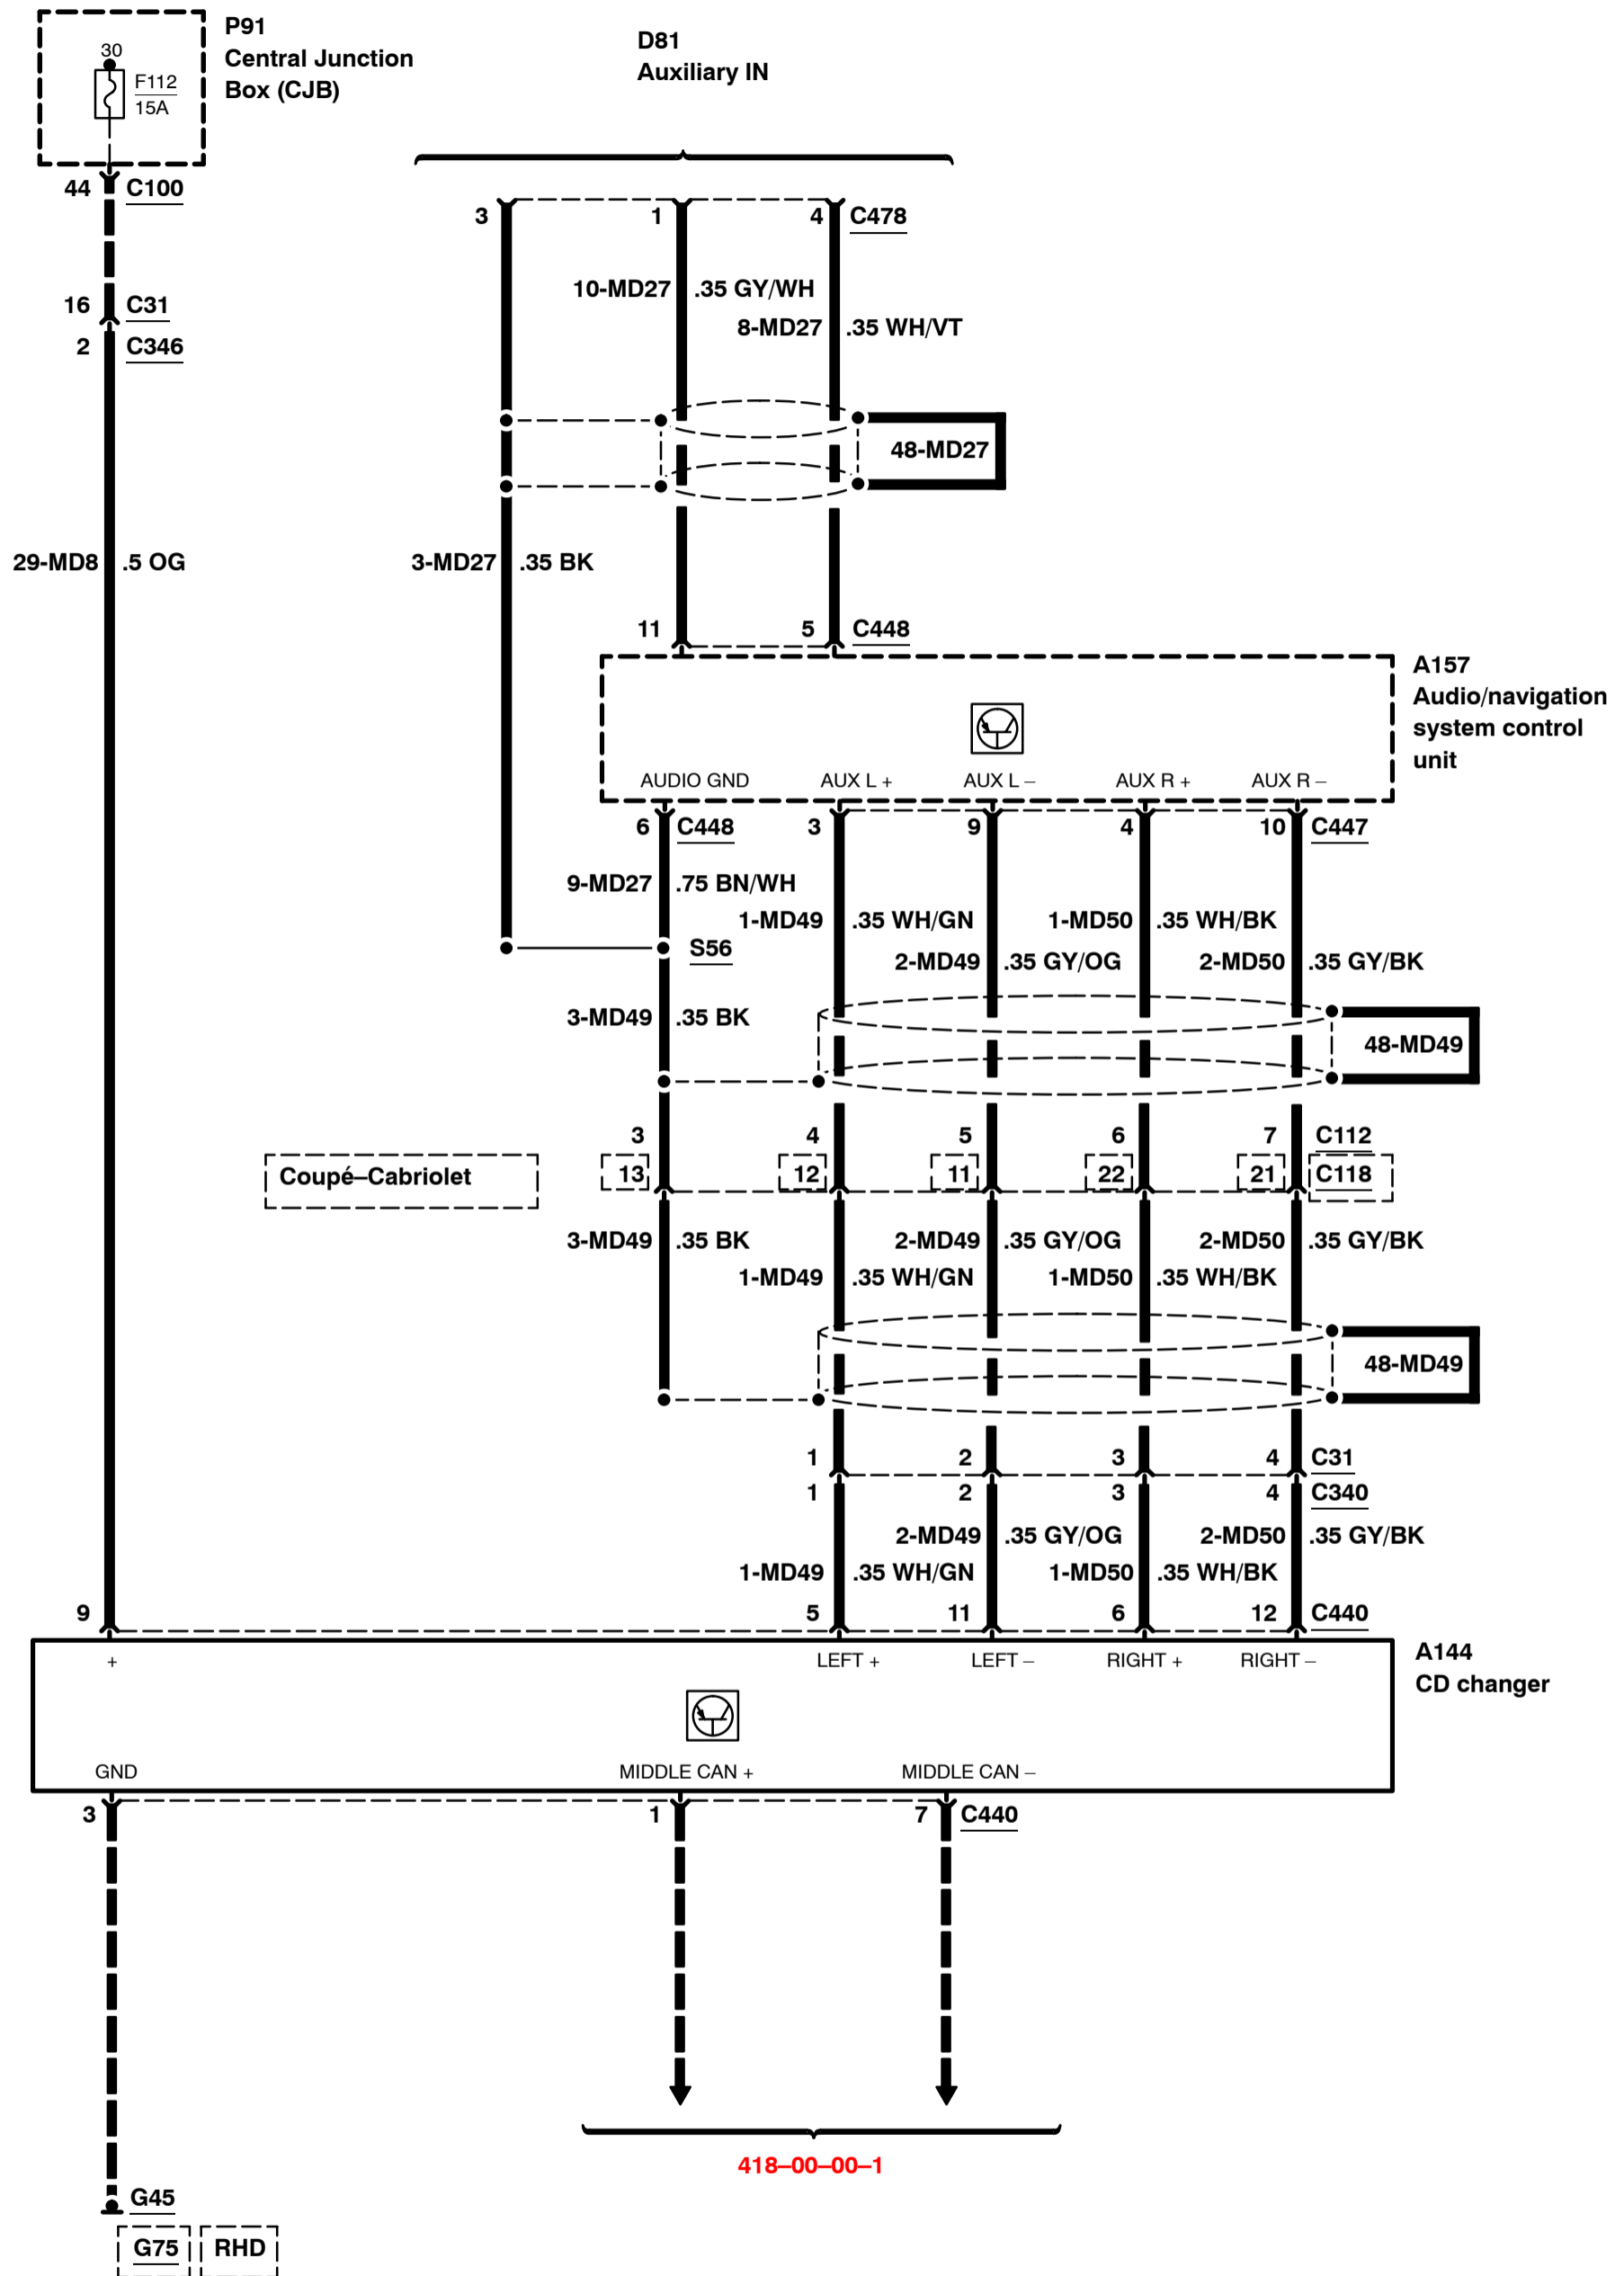 P91
Central Junction
Box (CJB)
30
F112
15A
D81
Auxiliary IN
44 C100
3 1 4 C478
10-MD27 .35 GY/WH
16 C31
8-MD27 .35 WH/VT
2 C346
48-MD27
29-MD8 .5 OG 3-MD27 .35 BK
11 5 C448
A157
Audio/navigation
system control
unit
AUDIO GND AUX L + AUX L – AUX R + AUX R –
6 C448 3 9 4 10 C447
9-MD27 .75 BN/WH
1-MD49 .35 WH/GN 1-MD50 .35 WH/BK
S56
2-MD49 .35 GY/OG 2-MD50 .35 GY/BK
3-MD49 .35 BK
48-MD49
3 4 5 6 7 C112
Coupé–Cabriolet 13 12 11 22 21 C118
3-MD49 .35 BK 2-MD49 .35 GY/OG 2-MD50 .35 GY/BK
1-MD49 .35 WH/GN 1-MD50 .35 WH/BK
48-MD49
1 2 3 4 C31
1 2 3 4 C340
2-MD49 .35 GY/OG 2-MD50 .35 GY/BK
1-MD49 .35 WH/GN 1-MD50 .35 WH/BK
9 5 11 6 12 C440
+ LEFT + LEFT – RIGHT + RIGHT –
A144
CD changer
GND MIDDLE CAN + MIDDLE CAN –
3 1 7 C440
418–00–00–1
G45
G75 RHD